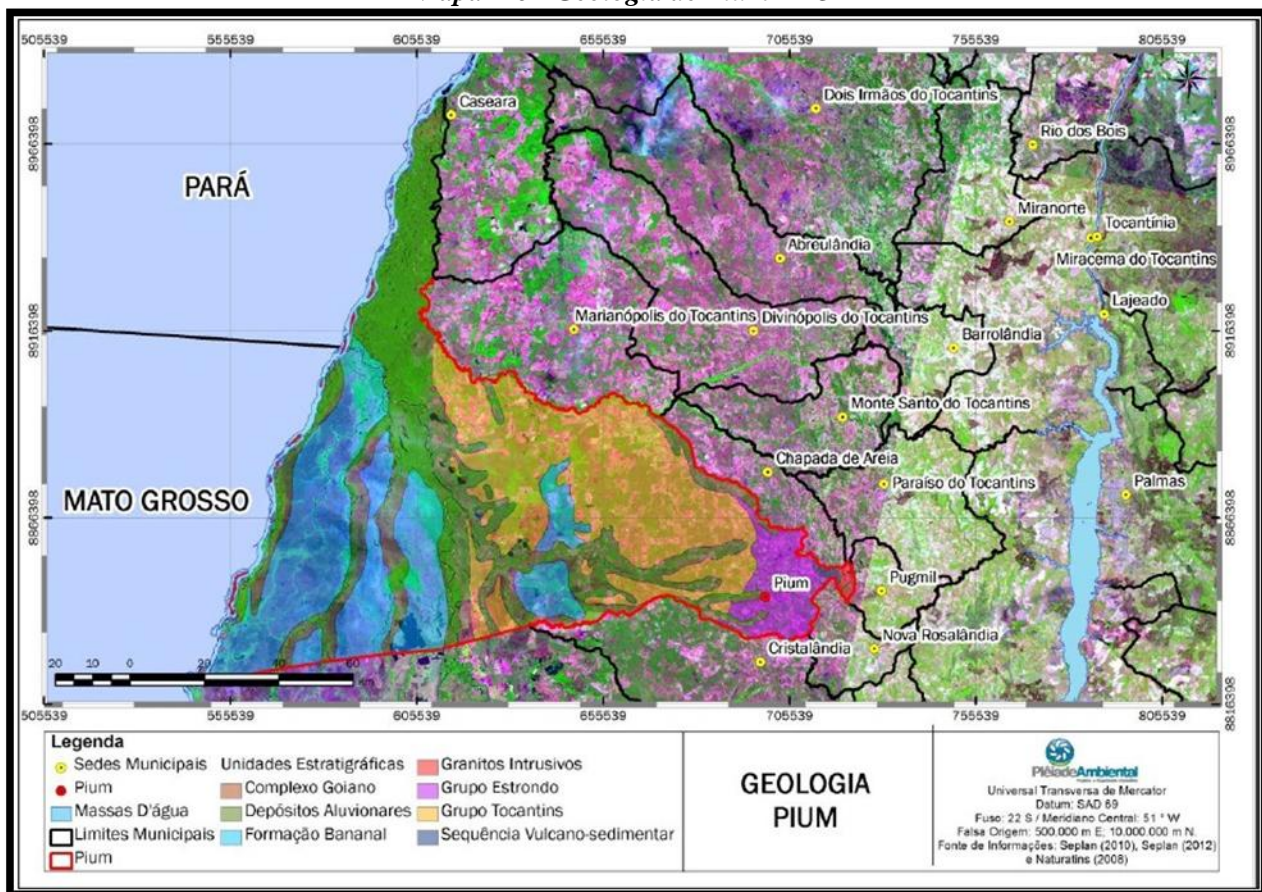 505539 555539 605539 655539 705539 755539 805539
8966398 8966398
8916398 8916398
8866398 8866398
8816398
Caseara
Dois Irmãos do Tocantins
Rio dos Bois
PARÁ
Miranorte
Tocantínia
Abreulândia
Miracema do Tocantins
Lajeado
Marianópolis do Tocantins
Divinópolis do Tocantins
Barrolândia
Monte Santo do Tocantins
Chapada de Areia
Paraíso do Tocantins
Palmas
MATO GROSSO
Pium
Pugmil
Nova Rosalândia
Cristalândia
20 10 0 20 40 60
505539 555539 605539 655539 705539 755539 805539
Legenda
Sedes Municipais
Pium
Massas D'água
Limites Municipais
Pium
Unidades Estratigráficas
Complexo Goiano
Depósitos Aluvionares
Formação Bananal
Granitos Intrusivos
Grupo Estrondo
Grupo Tocantins
Sequência Vulcano-sedimentar
GEOLOGIA
PIUM
PlêiadeAmbiental
Universal Transversa de Mercator
Datum: SAD 69
Fuso: 22 S / Meridiano Central: 51 ° W
Falsa Origem: 500.000 m E; 10.000.000 m N.
Fonte de Informações: Seplan (2010), Seplan (2012)
e Naturatins (2008)